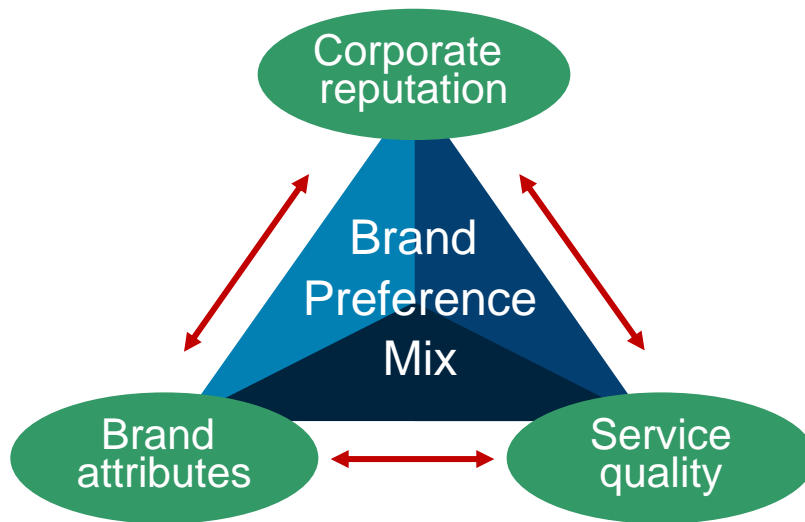 Corporate
reputation
Brand
Preference
Mix
Brand
attributes
Service
quality